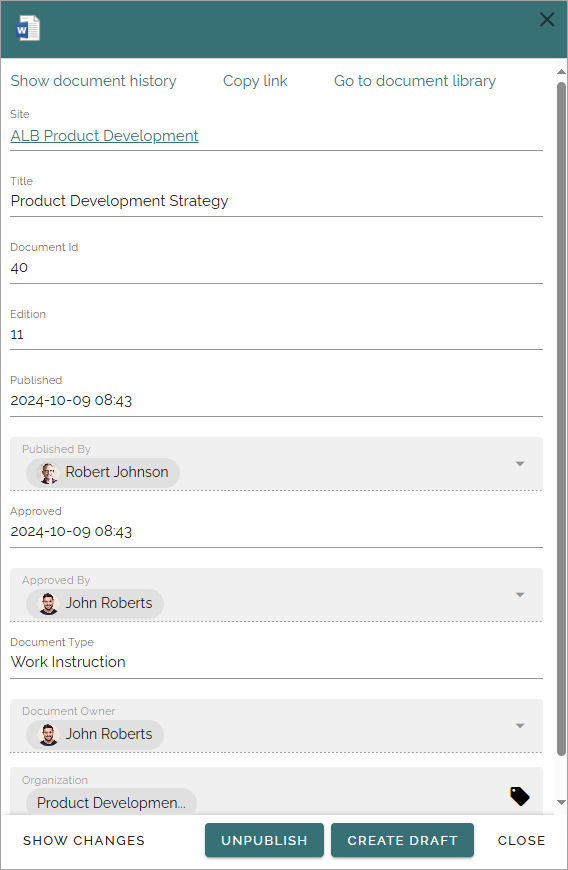 W
Show document history Copy link Go to document library
Site
ALB Product Development
Title
Product Development Strategy
Document Id
40
Edition
11
Published
2024-10-09 08:43
Published By
Robert Johnson
Approved
2024-10-09 08:43
Approved By
John Roberts
Document Type
Work Instruction
Document Owner
John Roberts
Organization
Product Developmen...
SHOW CHANGES UNPUBLISH CREATE DRAFT CLOSE